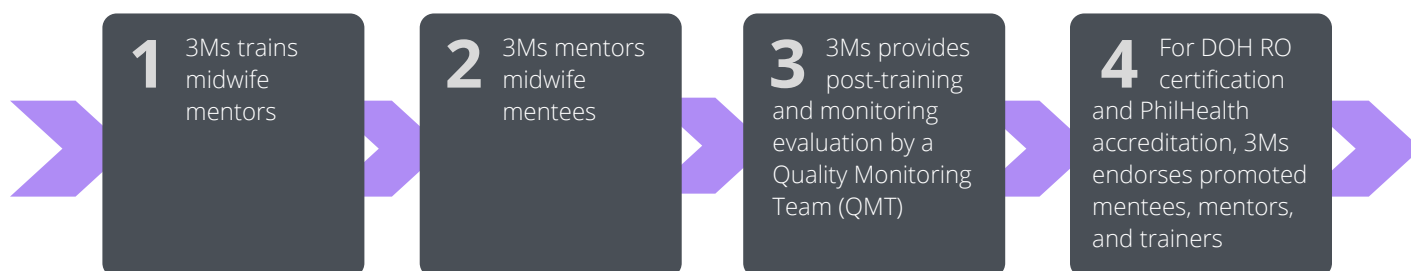 1 3Ms trains
midwife
mentors
2 3Ms mentors
midwife
mentees
3 3Ms provides
post-training
and monitoring
evaluation by a
Quality Monitoring
Team (QMT)
4 For DOH RO
certification
and PhilHealth
accreditation, 3Ms
endorses promoted
mentees, mentors,
and trainers